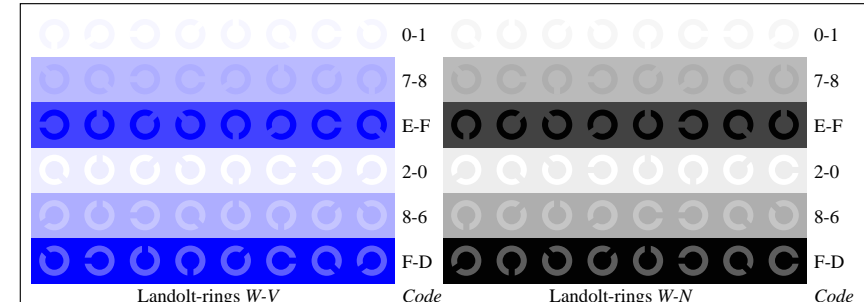 0-1 0-1
7-8 7-8
E-F E-F
2-0 2-0
8-6 8-6
F-D F-D
Landolt-rings W-V Code Landolt-rings W-N Code